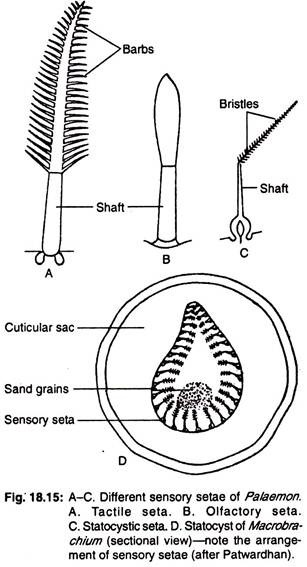 Barbs
Bristles
Shaft
Shaft
A
B
C
Cuticular sac
Sand grains
Sensory seta
D
Fig. 18.15: A–C. Different sensory setae of Palaemon.
A. Tactile seta. B. Olfactory seta.
C. Statocystic seta. D. Statocyst of Macrobra-
chium (sectional view)—note the arrange-
ment of sensory setae (after Patwardhan).